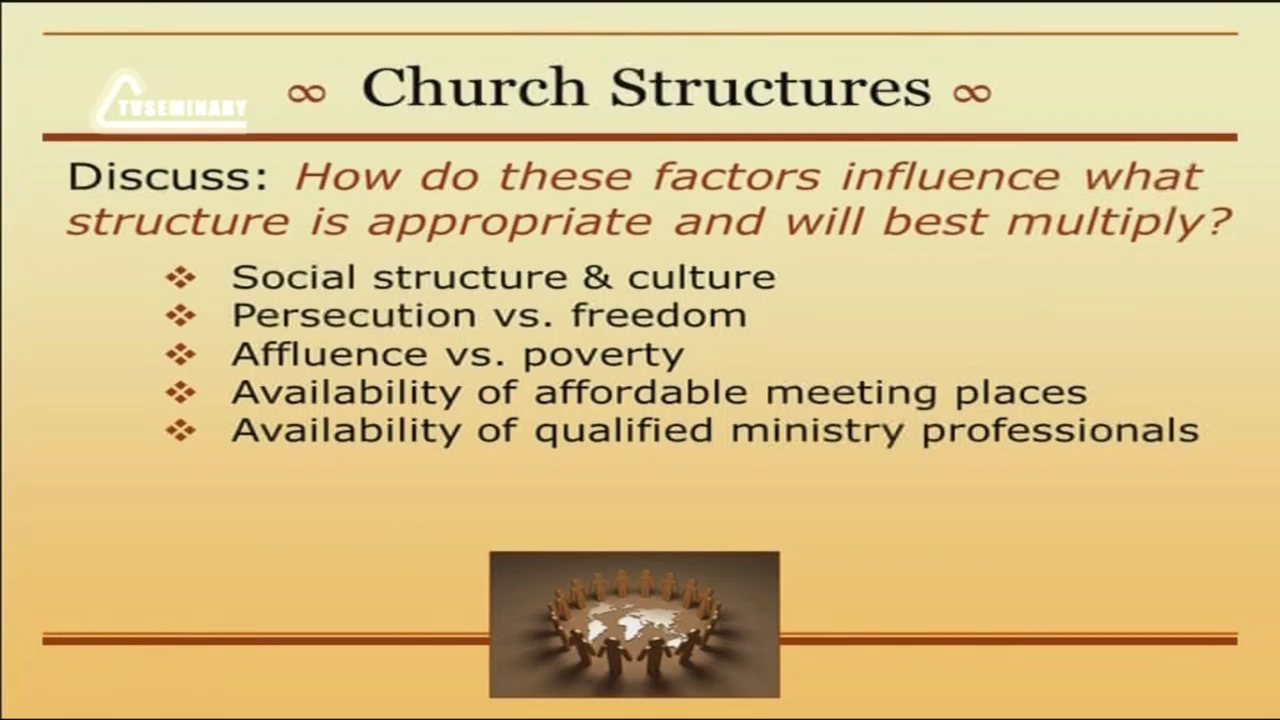 TVSEMINARY
∞ Church Structures ∞
Discuss: How do these factors influence what
structure is appropriate and will best multiply?
❖ Social structure & culture
❖ Persecution vs. freedom
❖ Affluence vs. poverty
❖ Availability of affordable meeting places
❖ Availability of qualified ministry professionals